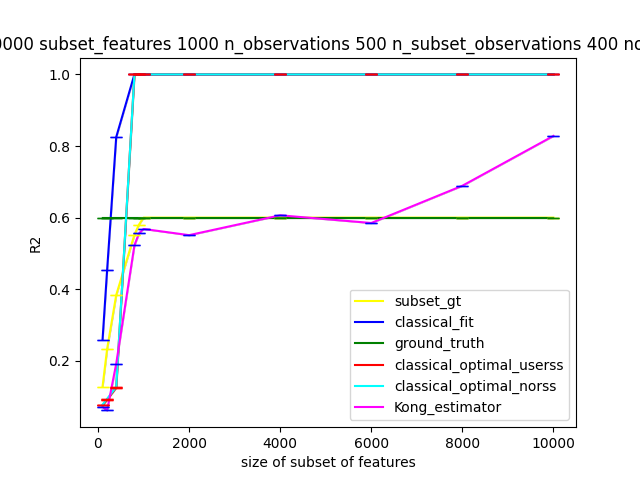 0000 subset_features 1000 n_observations 500 n_subset_observations 400 no
1.0
0.8
0.6
0.4
0.2
R2
0 2000 4000 6000 8000 10000
size of subset of features
subset_gt
classical_fit
ground_truth
classical_optimal_userss
classical_optimal_norss
Kong_estimator